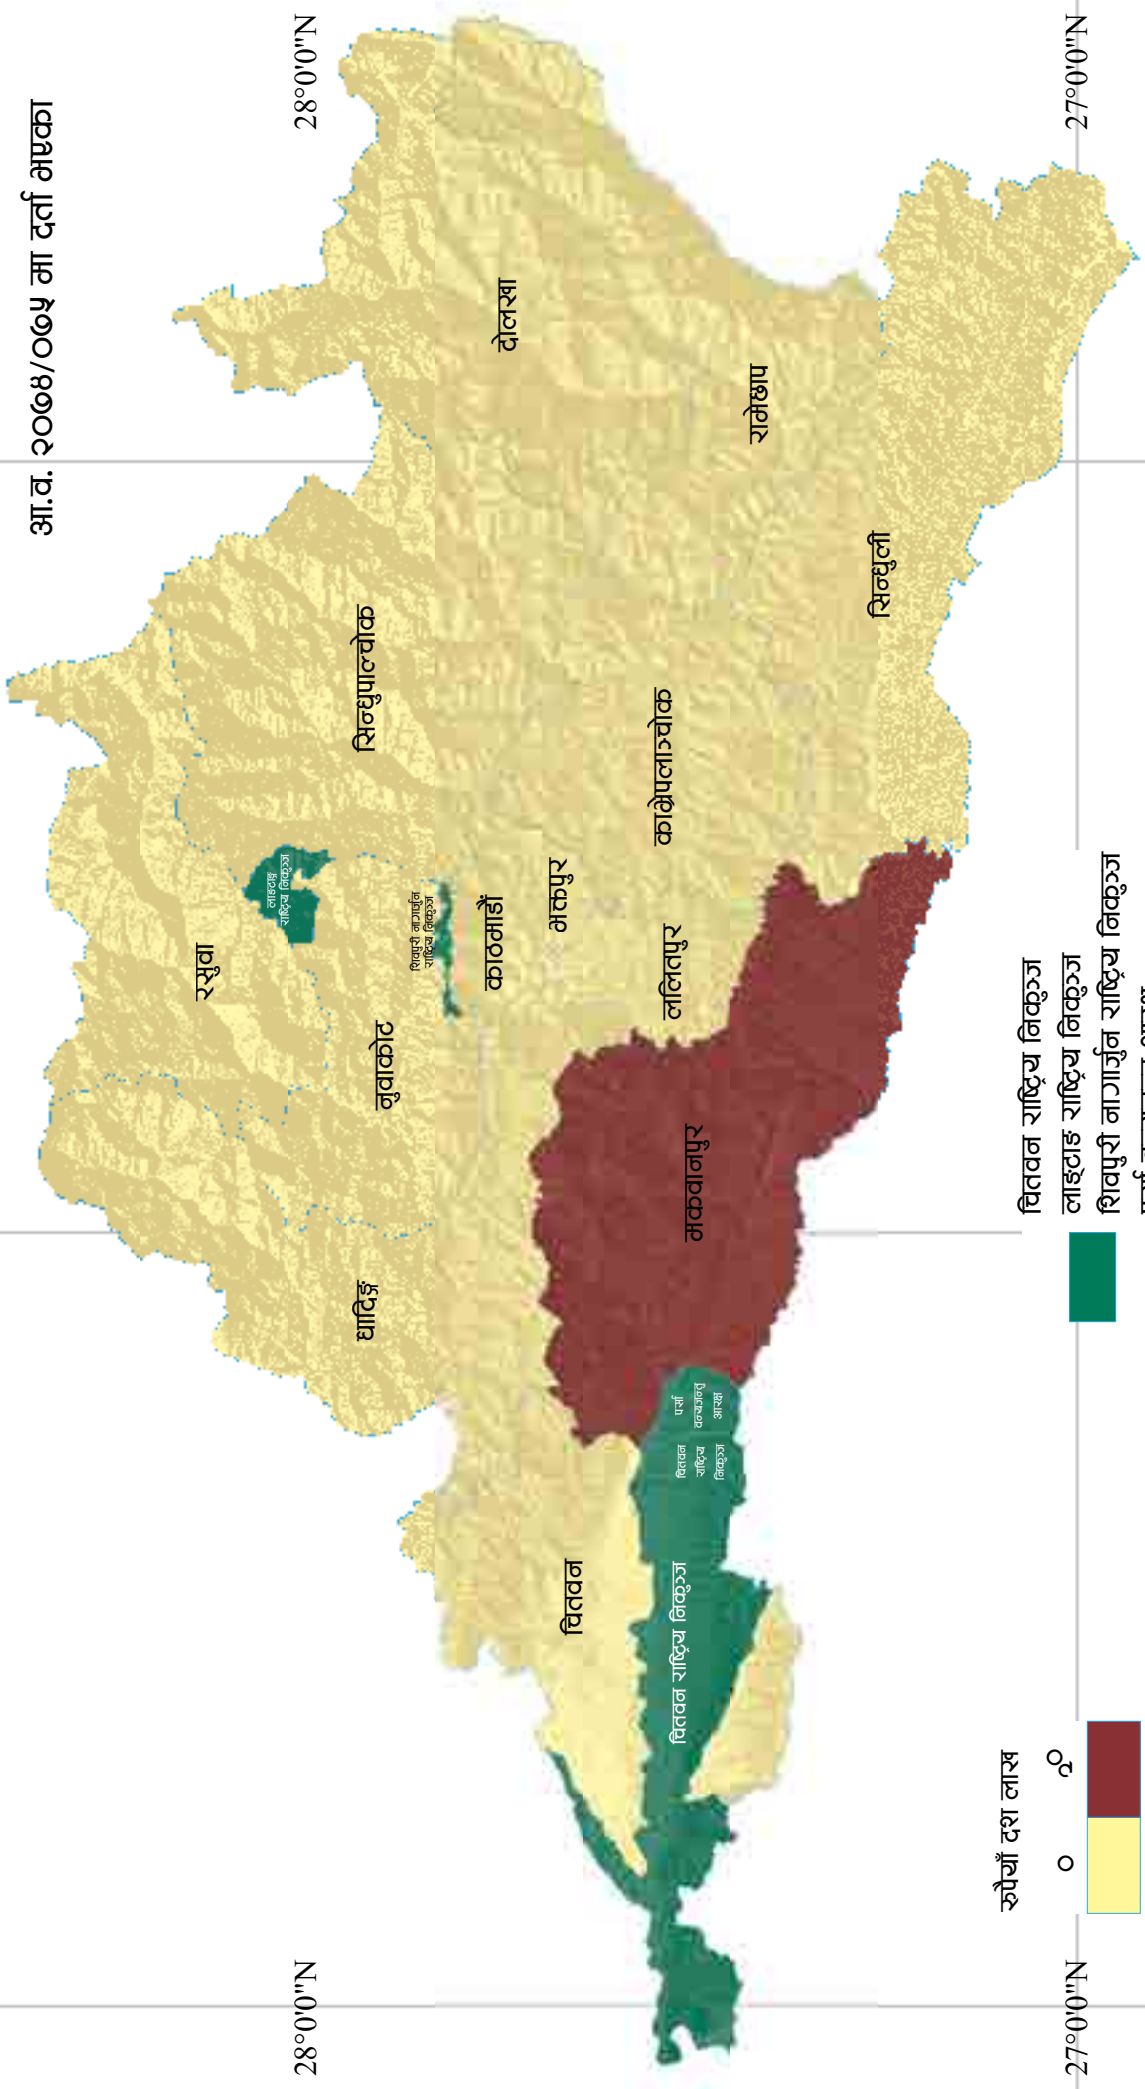 आ.व. २०७४/०७५ मा दर्ता भएका
28°0'0"N
28°0'0"N
27°0'0"N
27°0'0"N
रसुवा
लाङटाङ
राष्ट्रिय निकुञ्ज
सिन्धुपाल्चोक
नुवाकोट
धादिङ्ग
शिवपुरी नागार्जुन
राष्ट्रिय निकुञ्ज
काठमाडौं
दोलखा
भक्तपुर
चितवन
ललितपुर
काभ्रेपलाञ्चोक
रामेछाप
मकवानपुर
सिन्धुली
पर्सा
वन्यजन्तु
आरक्ष
चितवन
राष्ट्रिय
निकुञ्ज
चितवन राष्ट्रिय निकुञ्ज
रुपैयाँ दश लाख
० २०
चितवन राष्ट्रिय निकुञ्ज
लाङ्टाङ राष्ट्रिय निकुञ्ज
शिवपुरी नागार्जुन राष्ट्रिय निकुञ्ज